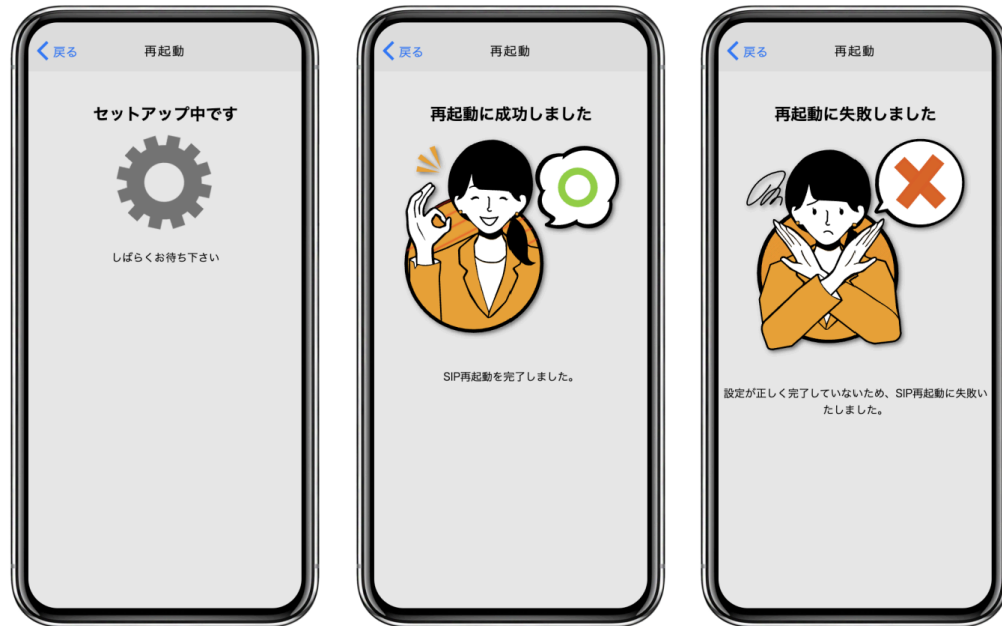 戻る
再起動
セットアップ中です
しばらくお待ち下さい
戻る
再起動
再起動に成功しました
SIP再起動を完了しました。
戻る
再起動
再起動に失敗しました
設定が正しく完了していないため、SIP再起動に失敗い
たしました。